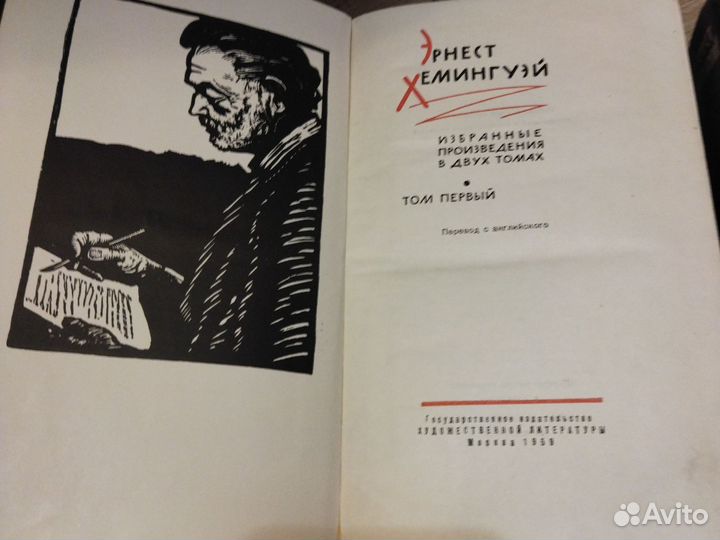 Эрнест
Хемингуэй
ИЗБРАННЫЕ
ПРОИЗВЕДЕНИЯ
В ДВУХ ТОМАХ
•
ТОМ ПЕРВЫЙ
Перевод с английского
Государственное издательство
ХУДОЖЕСТВЕННОЙ ЛИТЕРАТУРЫ
Москва 1959
Avito